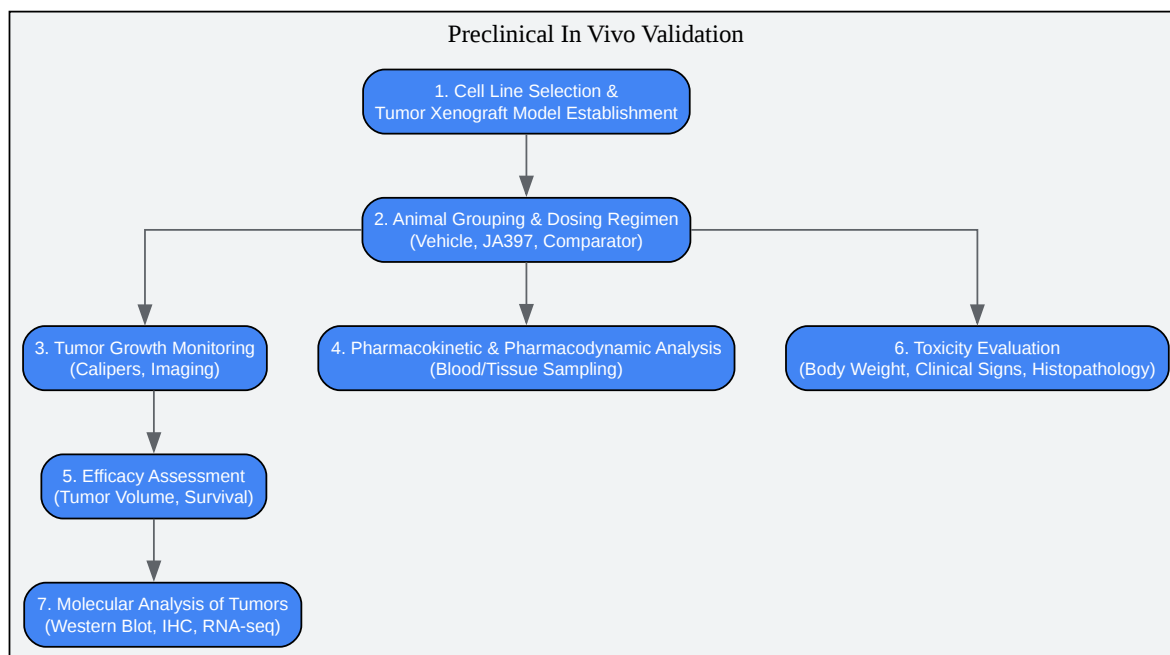 Preclinical In Vivo Validation
1. Cell Line Selection &
Tumor Xenograft Model Establishment
2. Animal Grouping & Dosing Regimen
(Vehicle, JA397, Comparator)
3. Tumor Growth Monitoring
(Calipers, Imaging)
4. Pharmacokinetic & Pharmacodynamic Analysis
(Blood/Tissue Sampling)
6. Toxicity Evaluation
(Body Weight, Clinical Signs, Histopathology)
5. Efficacy Assessment
(Tumor Volume, Survival)
7. Molecular Analysis of Tumors
(Western Blot, IHC, RNA-seq)